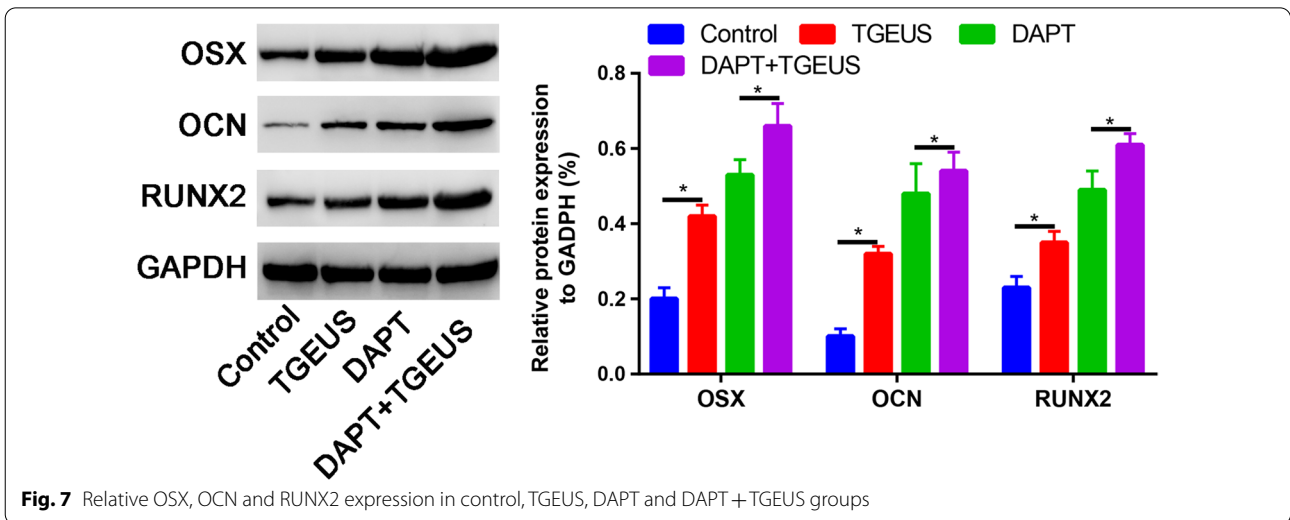 OSX
OCN
RUNX2
GAPDH
Control
TGEUS
DAPT
DAPT+TGEUS
Control TGEUS DAPT
DAPT+TGEUS
Relative protein expression
to GADPH (%)
0.8
0.6
0.4
0.2
0.0
* * * * * *
OSX OCN RUNX2
Fig. 7 Relative OSX, OCN and RUNX2 expression in control, TGEUS, DAPT and DAPT + TGEUS groups